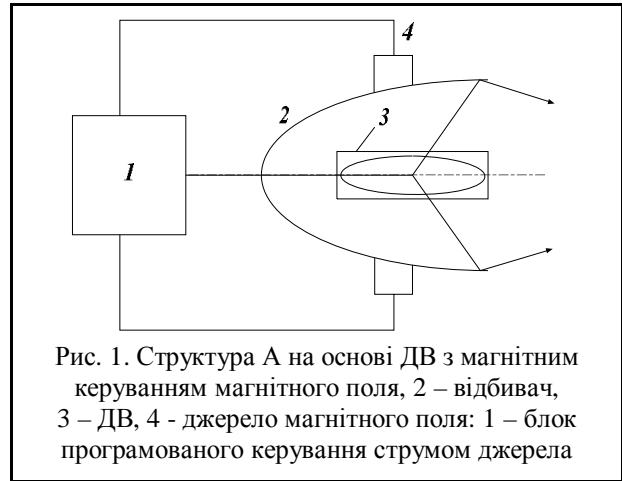 4
2
3
1
Рис. 1. Структура А на основі ДВ з магнітним
керуванням магнітного поля, 2 – відбивач,
3 – ДВ, 4 - джерело магнітного поля: 1 – блок
програмованого керування струмом джерела